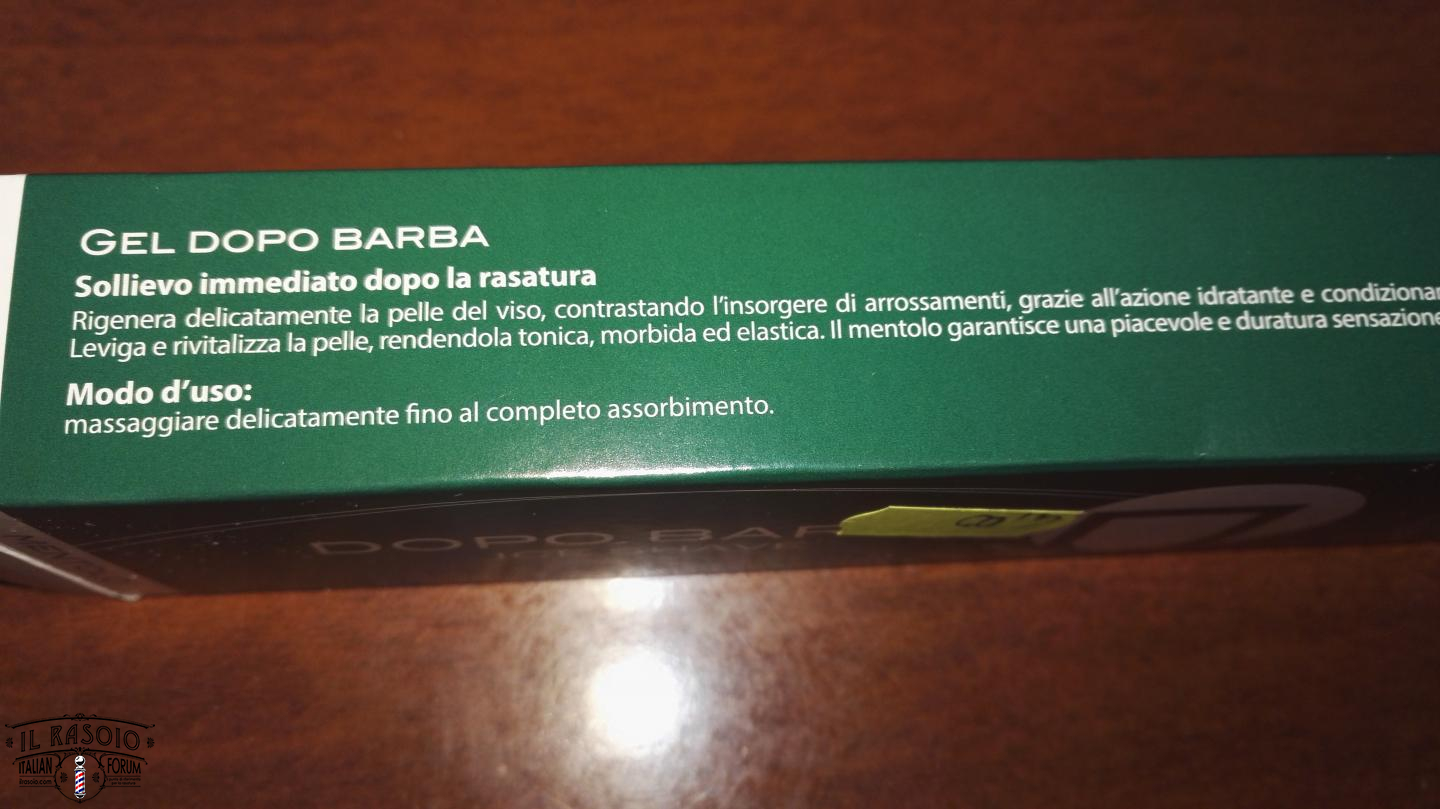 GEL DOPO BARBA
Sollievo immediato dopo la rasatura
Rigenera delicatamente la pelle del viso, contrastando l'insorgere di arrossamenti, grazie all'azione idratante e condizionan
Leviga e rivitalizza la pelle, rendendola tonica, morbida ed elastica. Il mentolo garantisce una piacevole e duratura sensazione
Modo d'uso:
massaggiare delicatamente fino al completo assorbimento.
DOPO BAR
IL RASOIO
ITALIAN FORUM